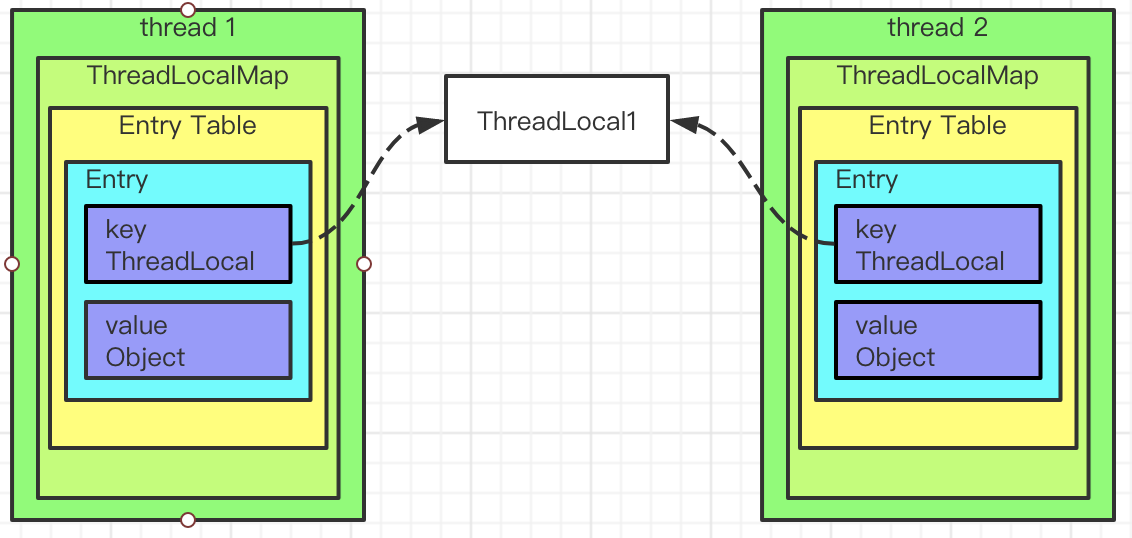 thread 1
ThreadLocalMap
Entry Table
Entry
key
ThreadLocal
value
Object
ThreadLocal1
thread 2
ThreadLocalMap
Entry Table
Entry
key
ThreadLocal
value
Object